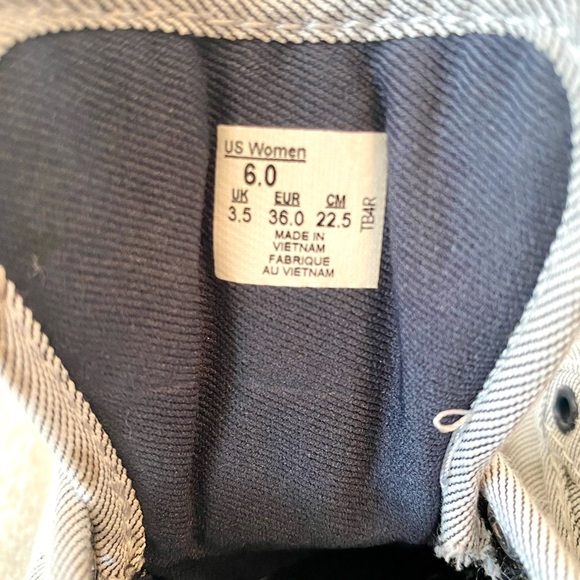 US Women
6.0
UK EUR CM
3.5 36.0 22.5
MADE IN
VIETNAM
FABRIQUE
AU VIETNAM
TB4R